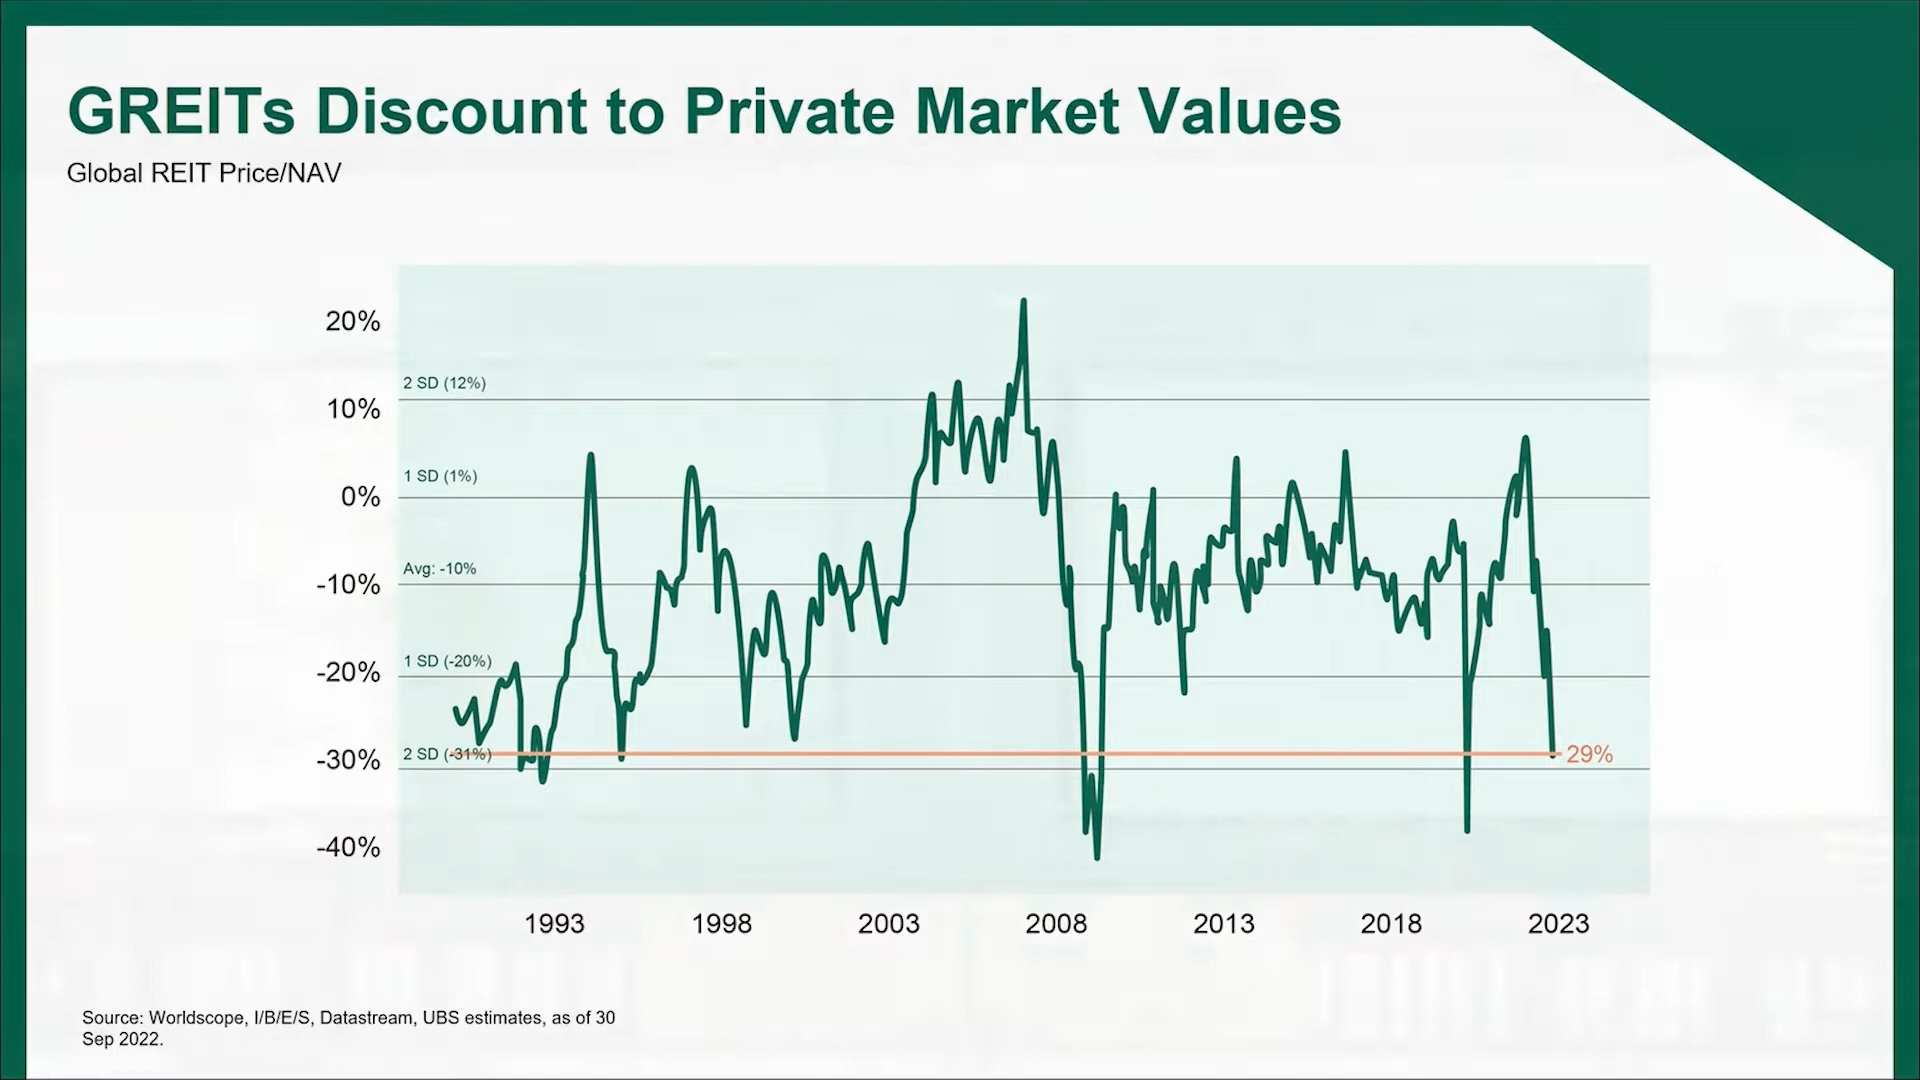 GREITs Discount to Private Market Values
Global REIT Price/NAV
20%
2 SD (12%)
10%
1 SD (1%)
0%
Avg: -10%
-10%
1 SD (-20%)
-20%
2 SD (-31%)
-30%
29%
-40%
1993 1998 2003 2008 2013 2018 2023
Source: Worldscope, I/B/E/S, Datastream, UBS estimates, as of 30
Sep 2022.